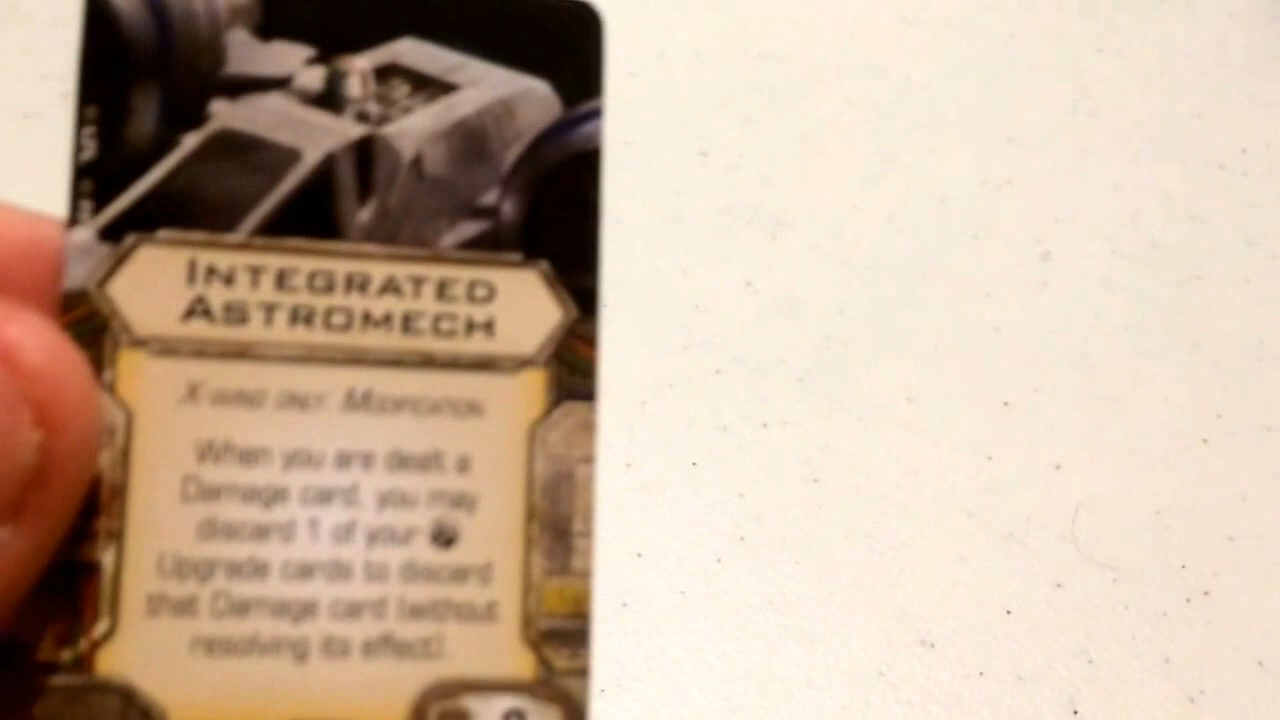 INTEGRATED
ASTROMECH
X-WING ONLY. MODIFICATION.
When you are dealt a
Damage card, you may
discard 1 of your
Upgrade cards to discard
that Damage card (without
resolving its effect).
0